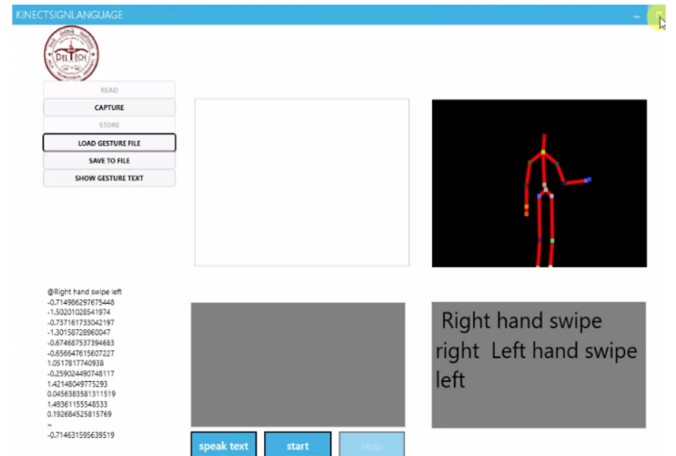 KINECTSIGNLANGUAGE
DELTECH
READ
CAPTURE
STORE
LOAD GESTURE FILE
SAVE TO FILE
SHOW GESTURE TEXT
@Right hand swipe left
-0.714986297675448
-1.50201028541974
-0.737161733042197
-1.30158728960047
-0.674687537394683
-0.656647615607227
1.0517817740938
-0.259024490748117
1.42148049775293
0.0456383581311519
1.49361155548533
0.192684525815769
~
-0.714631595639519
Right hand swipe
right Left hand swipe
left
speak text
start
stop